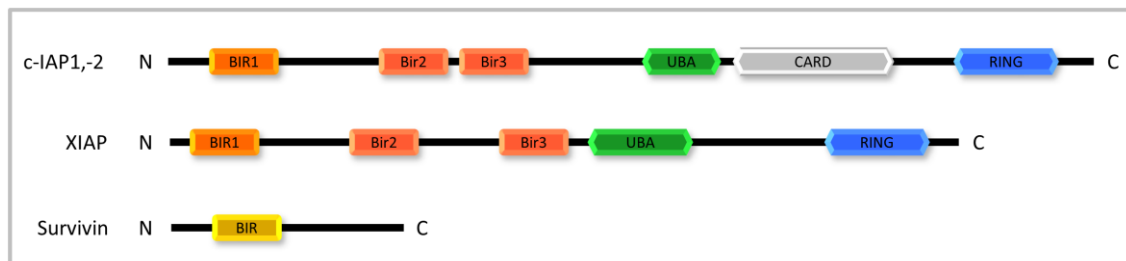 c-IAP1,-2 N BIR1 Bir2 Bir3 UBA CARD RING C
XIAP N BIR1 Bir2 Bir3 UBA RING C
Survivin N BIR C